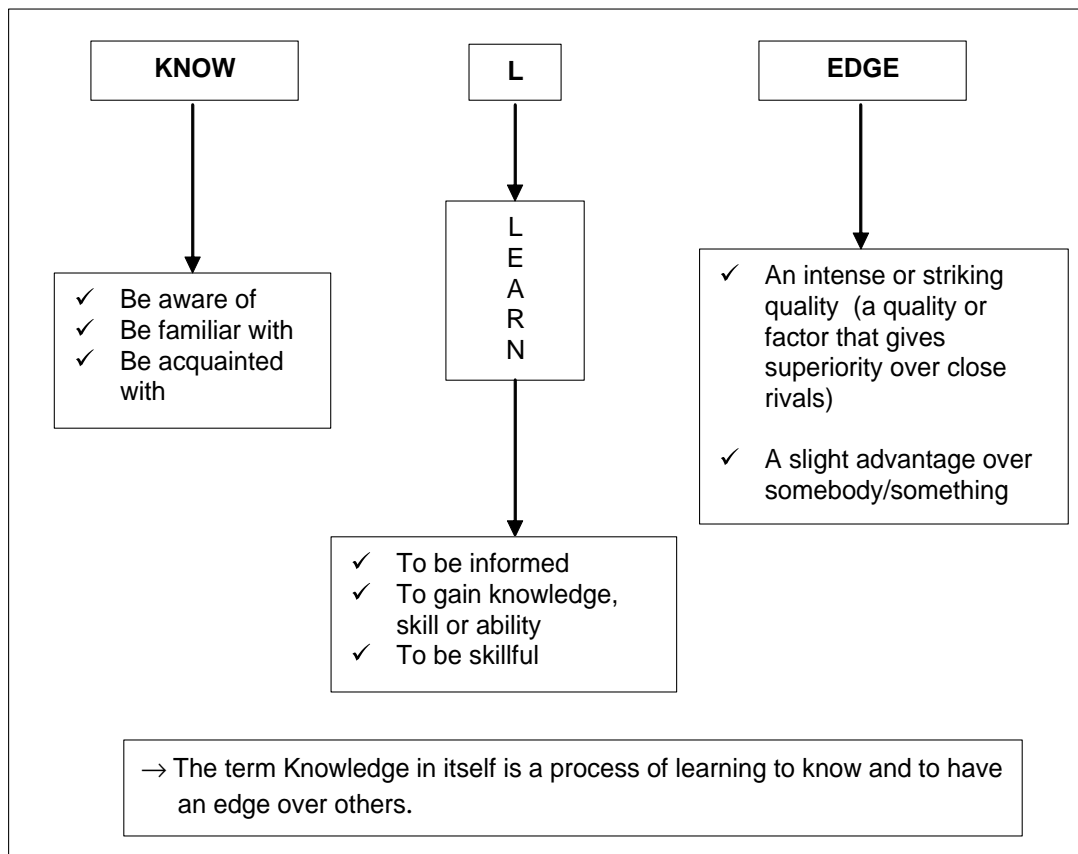 KNOW
L
EDGE
L
E
A
R
N
✓ Be aware of
✓ Be familiar with
✓ Be acquainted
with
✓ An intense or striking
quality (a quality or
factor that gives
superiority over close
rivals)
✓ A slight advantage over
somebody/something
✓ To be informed
✓ To gain knowledge,
skill or ability
✓ To be skillful
→ The term Knowledge in itself is a process of learning to know and to have
an edge over others.